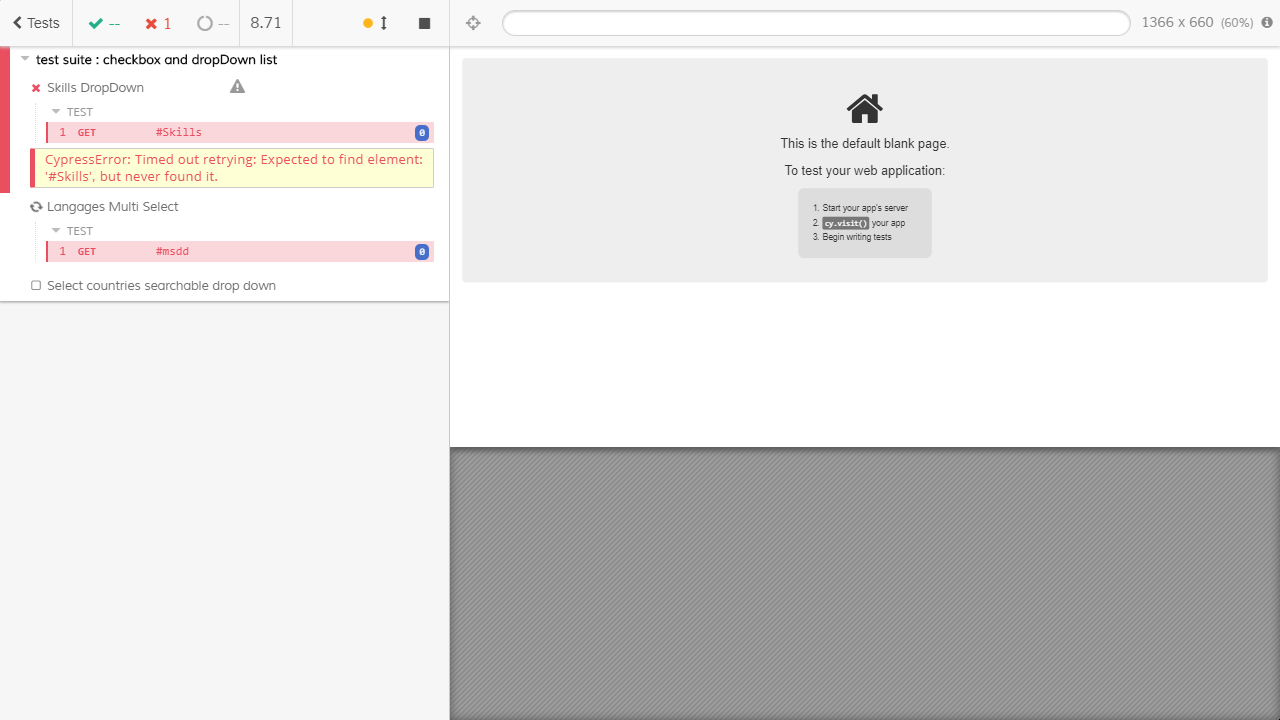 Tests -- 1 -- 8.71
1366 x 660 (60%)
test suite : checkbox and dropDown list
Skills DropDown
TEST
1 GET #Skills 0
CypressError: Timed out retrying: Expected to find element:
'#Skills', but never found it.
Langages Multi Select
TEST
1 GET #msdd 0
Select countries searchable drop down
This is the default blank page.
To test your web application:
1. Start your app's server
2. cy.visit() your app
3. Begin writing tests